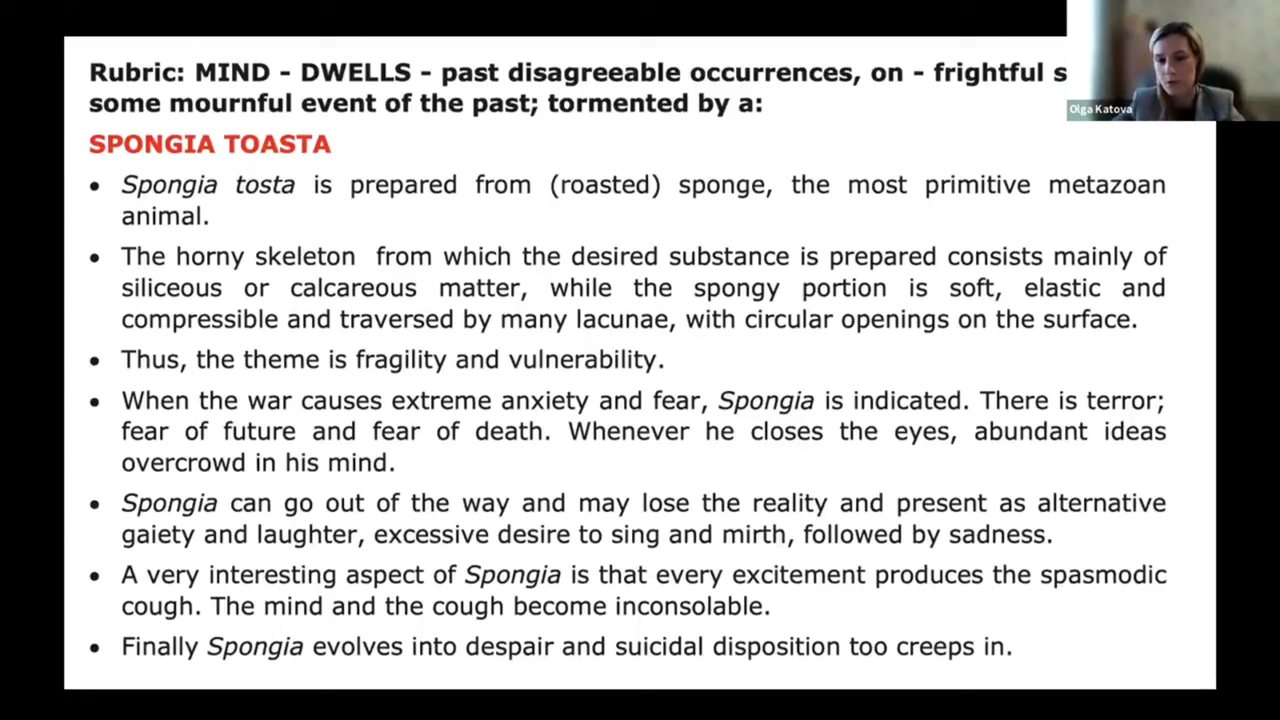 Rubric: MIND - DWELLS - past disagreeable occurrences, on - frightful s
some mournful event of the past; tormented by a:
Olga Katova
SPONGIA TOASTA
• Spongia tosta is prepared from (roasted) sponge, the most primitive metazoan
animal.
• The horny skeleton from which the desired substance is prepared consists mainly of
siliceous or calcareous matter, while the spongy portion is soft, elastic and
compressible and traversed by many lacunae, with circular openings on the surface.
• Thus, the theme is fragility and vulnerability.
• When the war causes extreme anxiety and fear, Spongia is indicated. There is terror;
fear of future and fear of death. Whenever he closes the eyes, abundant ideas
overcrowd in his mind.
• Spongia can go out of the way and may lose the reality and present as alternative
gaiety and laughter, excessive desire to sing and mirth, followed by sadness.
• A very interesting aspect of Spongia is that every excitement produces the spasmodic
cough. The mind and the cough become inconsolable.
• Finally Spongia evolves into despair and suicidal disposition too creeps in.